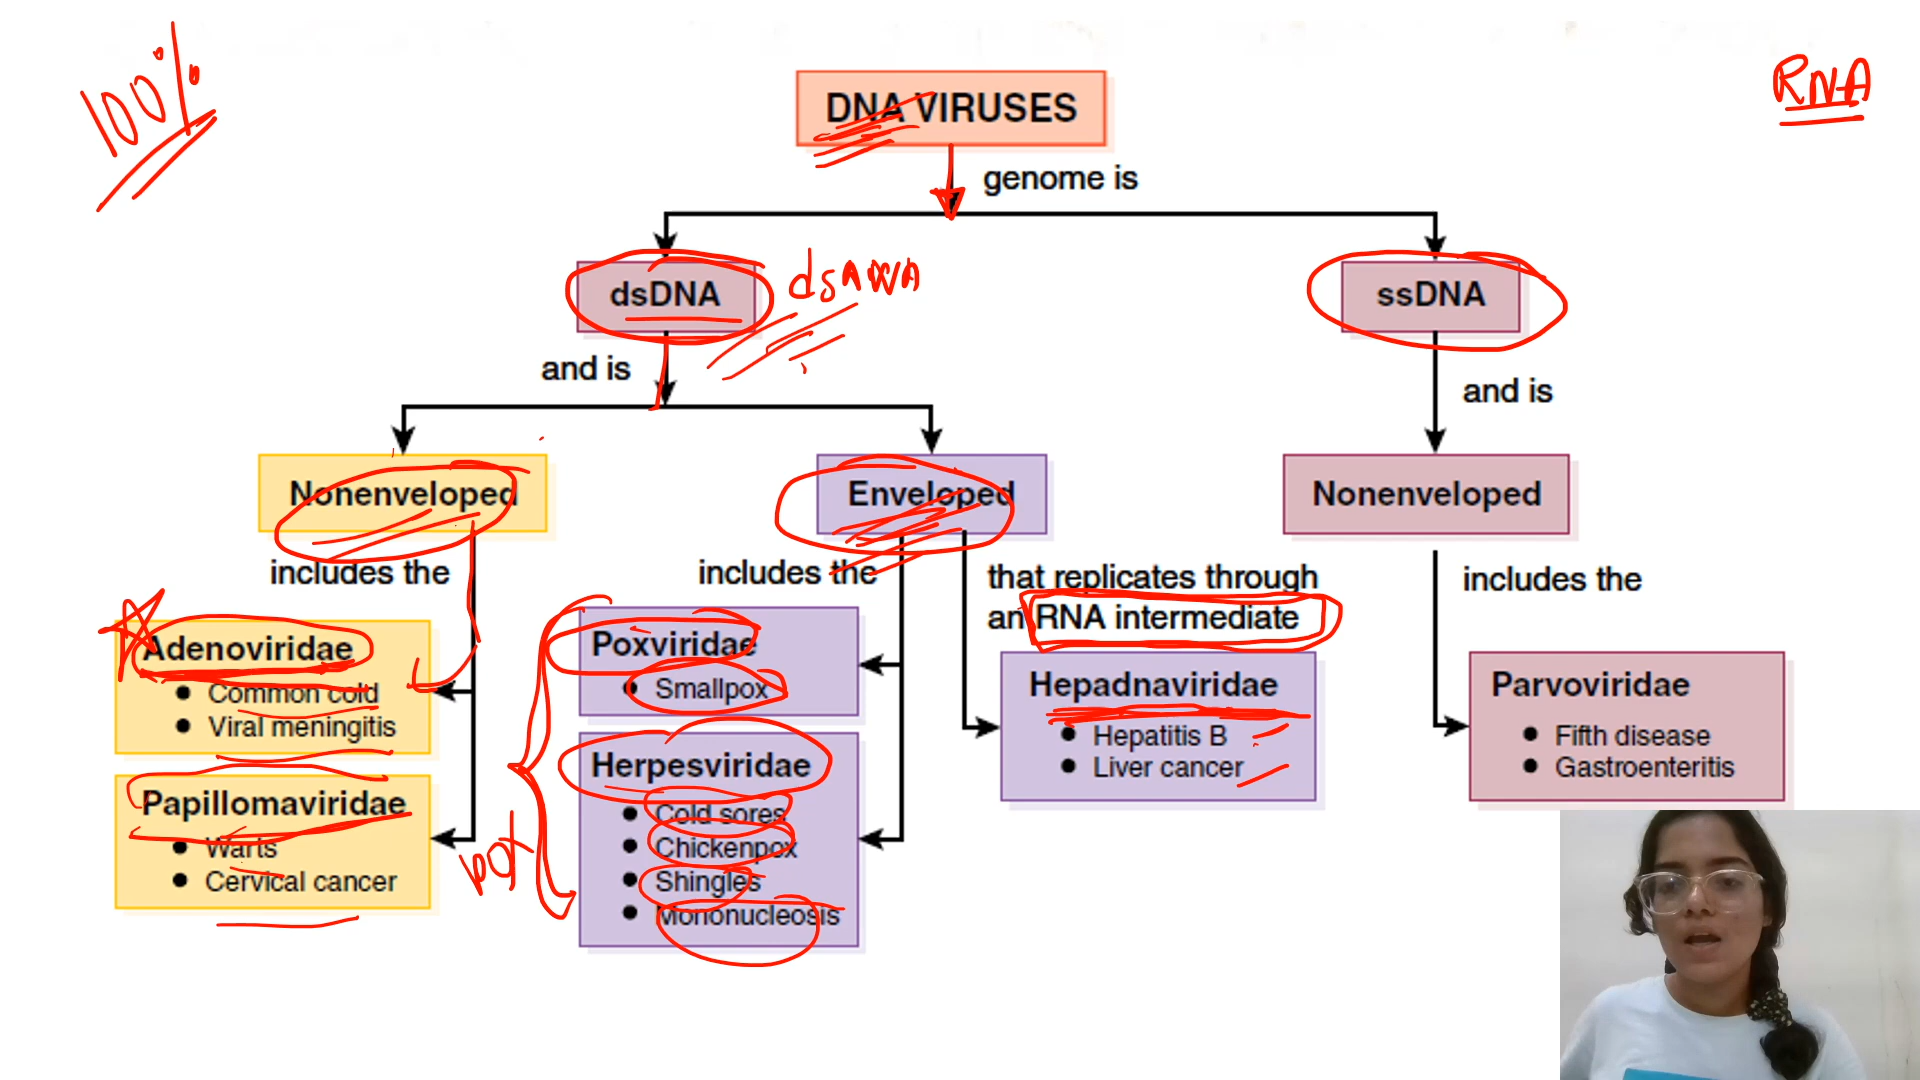 100%
RNA
DNA VIRUSES
genome is
dsDNA
ssDNA
and is
and is
Nonenveloped
Enveloped
Nonenveloped
includes the
includes the
that replicates through
an RNA intermediate
includes the
Adenoviridae
• Common cold
• Viral meningitis
Papillomaviridae
• Warts
• Cervical cancer
Poxviridae
• Smallpox
Herpesviridae
• Cold sores
• Chickenpox
• Shingles
• Mononucleosis
Hepadnaviridae
• Hepatitis B
• Liver cancer
Parvoviridae
• Fifth disease
• Gastroenteritis